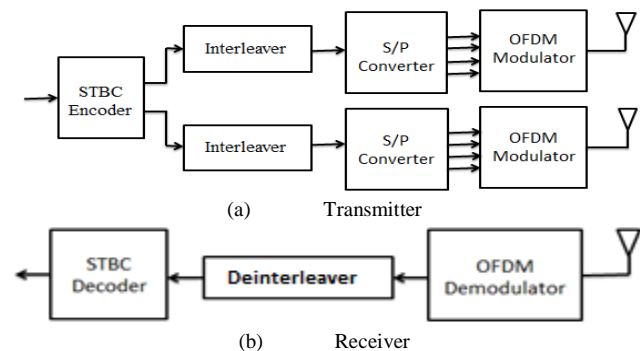 Interleaver
S/P
Converter
OFDM
Modulator
STBC
Encoder
Interleaver
S/P
Converter
OFDM
Modulator
(a) Transmitter
STBC
Decoder
Deinterleaver
OFDM
Demodulator
(b) Receiver